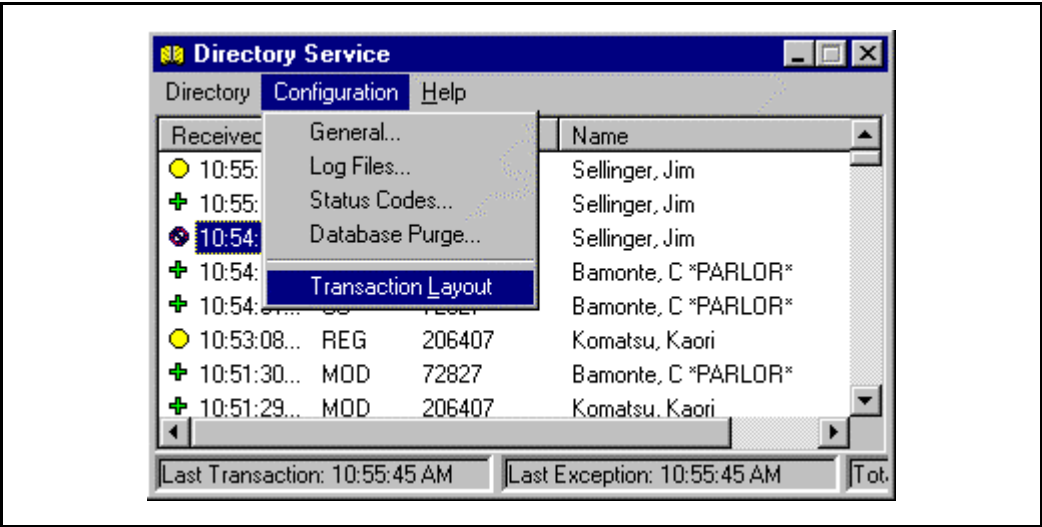 Directory Service
Directory Configuration Help
Received Name
General...
Log Files...
Status Codes...
Database Purge...
Transaction Layout
10:55: Sellinger, Jim
10:55: Sellinger, Jim
10:54: Sellinger, Jim
10:54: Bamonte, C *PARLOR*
10:54: Bamonte, C *PARLOR*
10:53:08... REG 206407 Komatsu, Kaori
10:51:30... MOD 72827 Bamonte, C *PARLOR*
10:51:29... MOD 206407 Komatsu, Kaori
Last Transaction: 10:55:45 AM Last Exception: 10:55:45 AM Tot